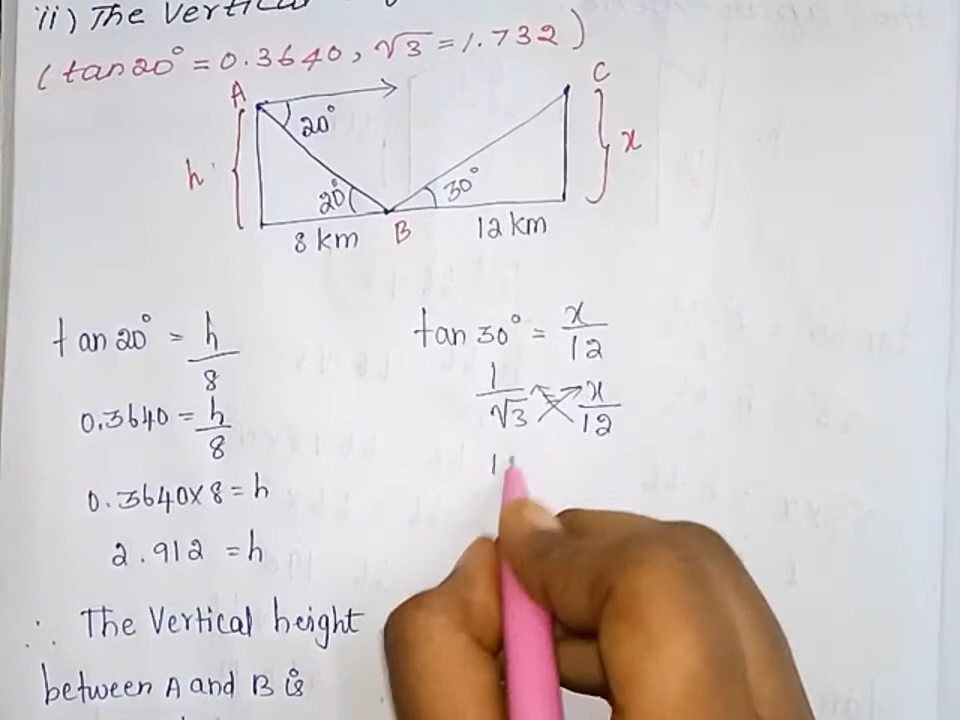 ii) The Vertical
(tan20° = 0.3640, √3 = 1.732)
A
C
20°
h
x
20°
30°
8 km
B
12 km
tan 20° = h/8
0.3640 = h/8
0.3640 x 8 = h
2.912 = h
tan 30° = x/12
1/√3 x/12
1
∴ The Vertical height
between A and B is